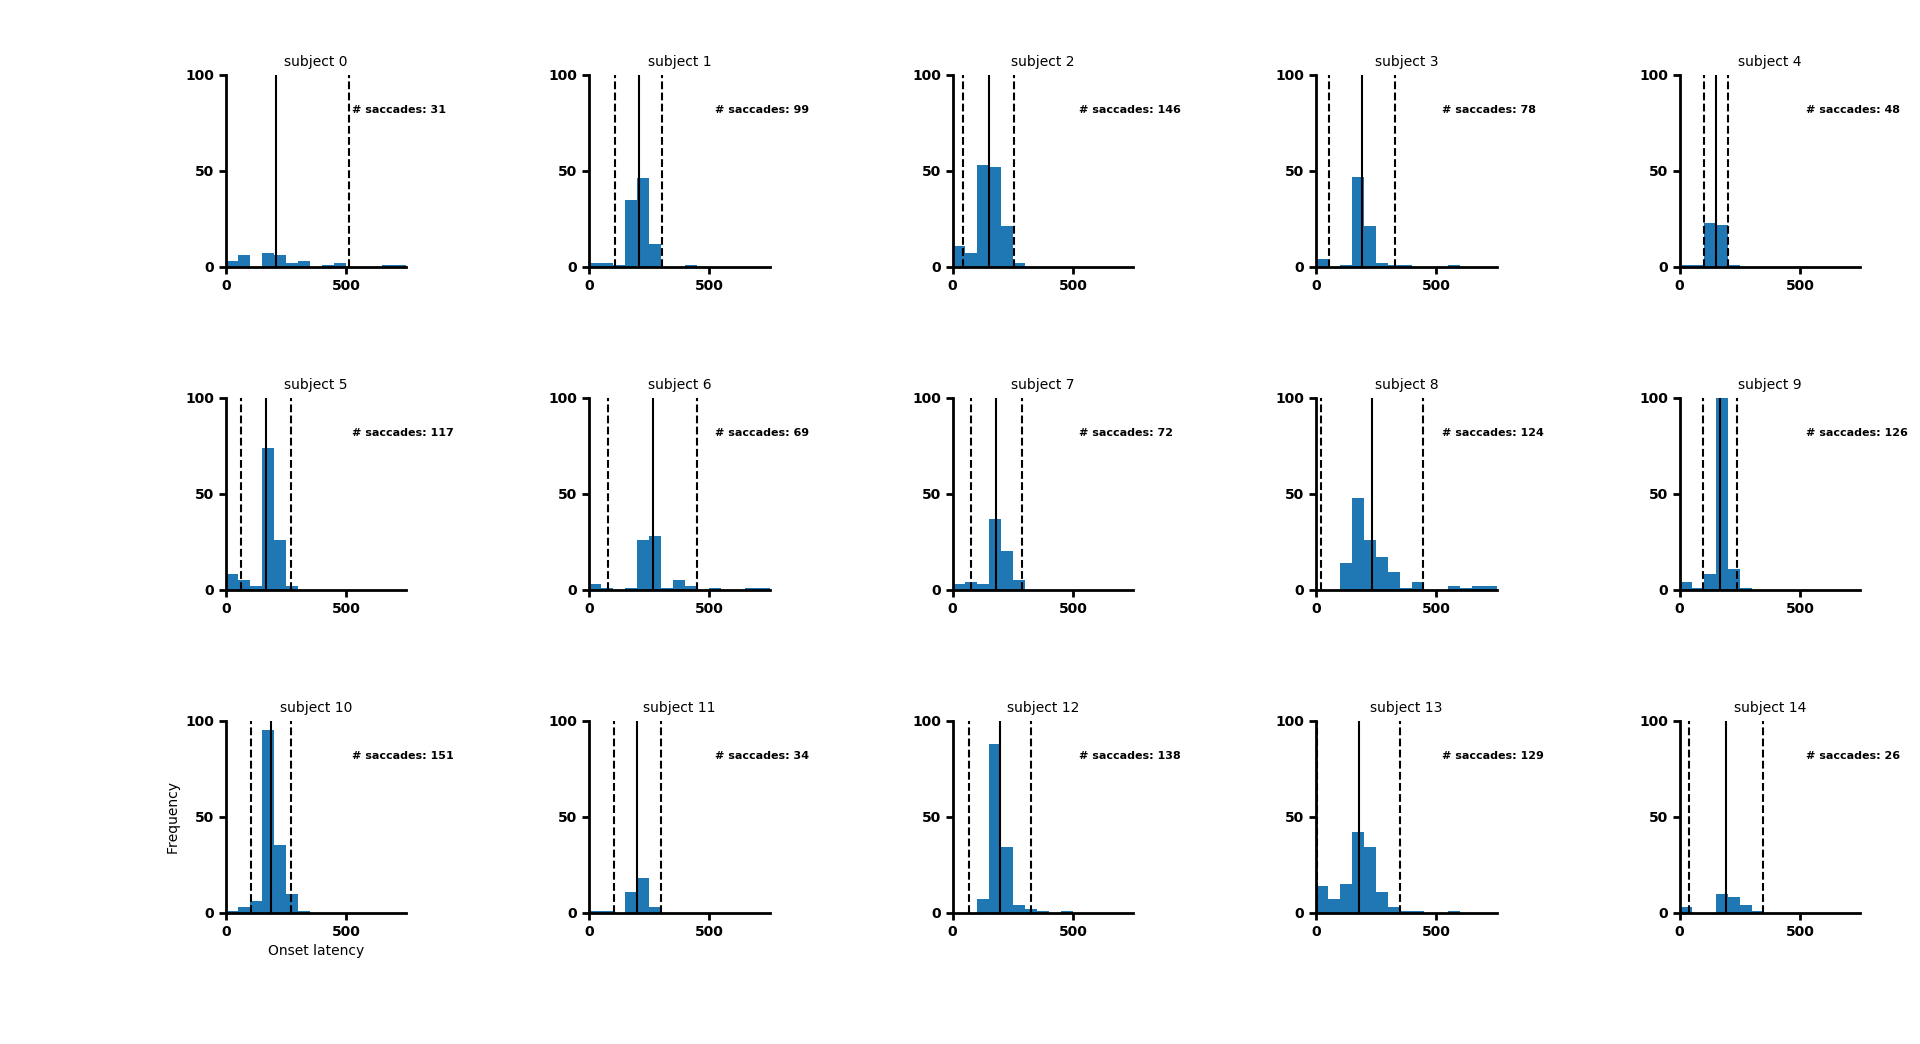 subject 0
100
# saccades: 31
50
0
0 500
subject 1
100
# saccades: 99
50
0
0 500
subject 2
100
# saccades: 146
50
0
0 500
subject 3
100
# saccades: 78
50
0
0 500
subject 4
100
# saccades: 48
50
0
0 500
subject 5
100
# saccades: 117
50
0
0 500
subject 6
100
# saccades: 69
50
0
0 500
subject 7
100
# saccades: 72
50
0
0 500
subject 8
100
# saccades: 124
50
0
0 500
subject 9
100
# saccades: 126
50
0
0 500
subject 10
100
# saccades: 151
50
0
0 500
Frequency
Onset latency
subject 11
100
# saccades: 34
50
0
0 500
subject 12
100
# saccades: 138
50
0
0 500
subject 13
100
# saccades: 129
50
0
0 500
subject 14
100
# saccades: 26
50
0
0 500